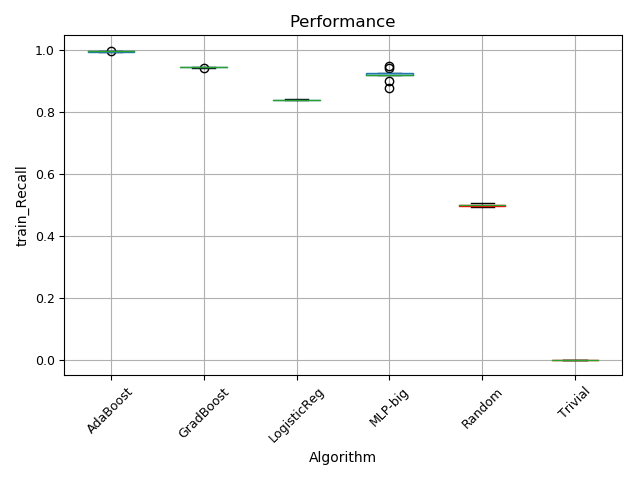 Performance
train_Recall
1.0
0.8
0.6
0.4
0.2
0.0
AdaBoost
GradBoost
LogisticReg
MLP-big
Random
Trivial
Algorithm